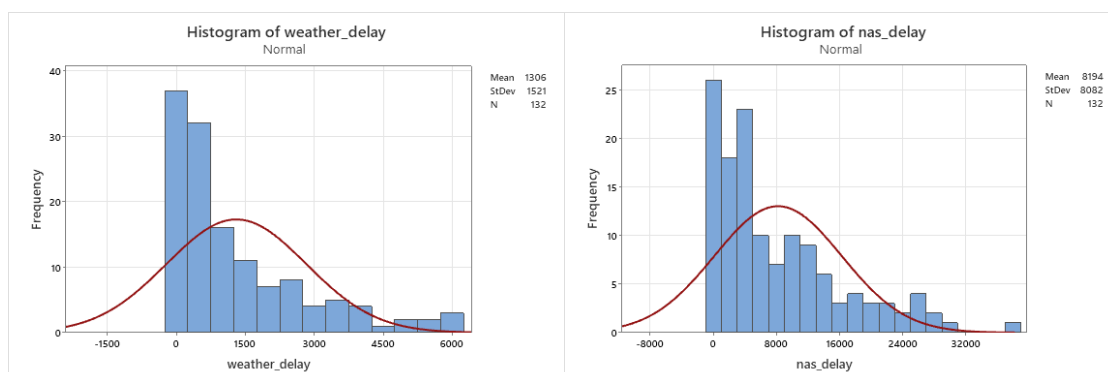 Histogram of weather_delay
Normal
Mean 1306
StDev 1521
N 132
40
30
20
10
0
Frequency
-1500 0 1500 3000 4500 6000
weather_delay
Histogram of nas_delay
Normal
Mean 8194
StDev 8082
N 132
25
20
15
10
5
0
Frequency
-8000 0 8000 16000 24000 32000
nas_delay